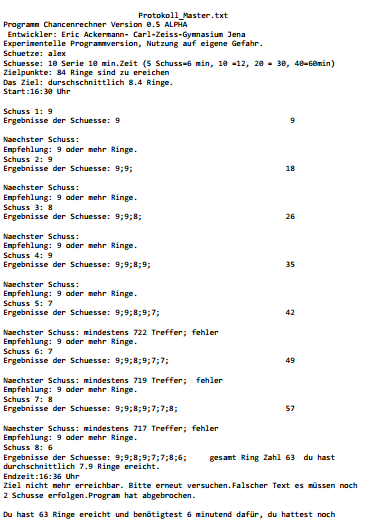 Protokoll_Master.txt
Programm Chancenrechner Version 0.5 ALPHA
Entwickler: Eric Ackermann- Carl-Zeiss-Gymnasium Jena
Experimentelle Programmversion, Nutzung auf eigene Gefahr.
Schuetze: alex
Schuesse: 10 Serie 10 min.Zeit (5 Schuss=6 min, 10 =12, 20 = 30, 40=60min)
Zielpunkte: 84 Ringe sind zu ereichen
Das Ziel: durschschnittlich 8.4 Ringe.
Start:16:30 Uhr
Schuss 1: 9
Ergebnisse der Schuesse: 9 9
Naechster Schuss:
Empfehlung: 9 oder mehr Ringe.
Schuss 2: 9
Ergebnisse der Schuesse: 9;9; 18
Naechster Schuss:
Empfehlung: 9 oder mehr Ringe.
Schuss 3: 8
Ergebnisse der Schuesse: 9;9;8; 26
Naechster Schuss:
Empfehlung: 9 oder mehr Ringe.
Schuss 4: 9
Ergebnisse der Schuesse: 9;9;8;9; 35
Naechster Schuss:
Empfehlung: 9 oder mehr Ringe.
Schuss 5: 7
Ergebnisse der Schuesse: 9;9;8;9;7; 42
Naechster Schuss: mindestens 722 Treffer; fehler
Empfehlung: 9 oder mehr Ringe.
Schuss 6: 7
Ergebnisse der Schuesse: 9;9;8;9;7;7; 49
Naechster Schuss: mindestens 719 Treffer; fehler
Empfehlung: 9 oder mehr Ringe.
Schuss 7: 8
Ergebnisse der Schuesse: 9;9;8;9;7;7;8; 57
Naechster Schuss: mindestens 717 Treffer; fehler
Empfehlung: 9 oder mehr Ringe.
Schuss 8: 6
Ergebnisse der Schuesse: 9;9;8;9;7;7;8;6; gesamt Ring Zahl 63 du hast
durchschnittlich 7.9 Ringe erreicht.
Endzeit:16:36 Uhr
Ziel nicht mehr erreichbar. Bitte erneut versuchen.Falscher Text es müssen noch
2 Schusse erfolgen.Program hat abgebrochen.
Du hast 63 Ringe ereicht und benötigtest 6 minutend dafür, du hattest noch